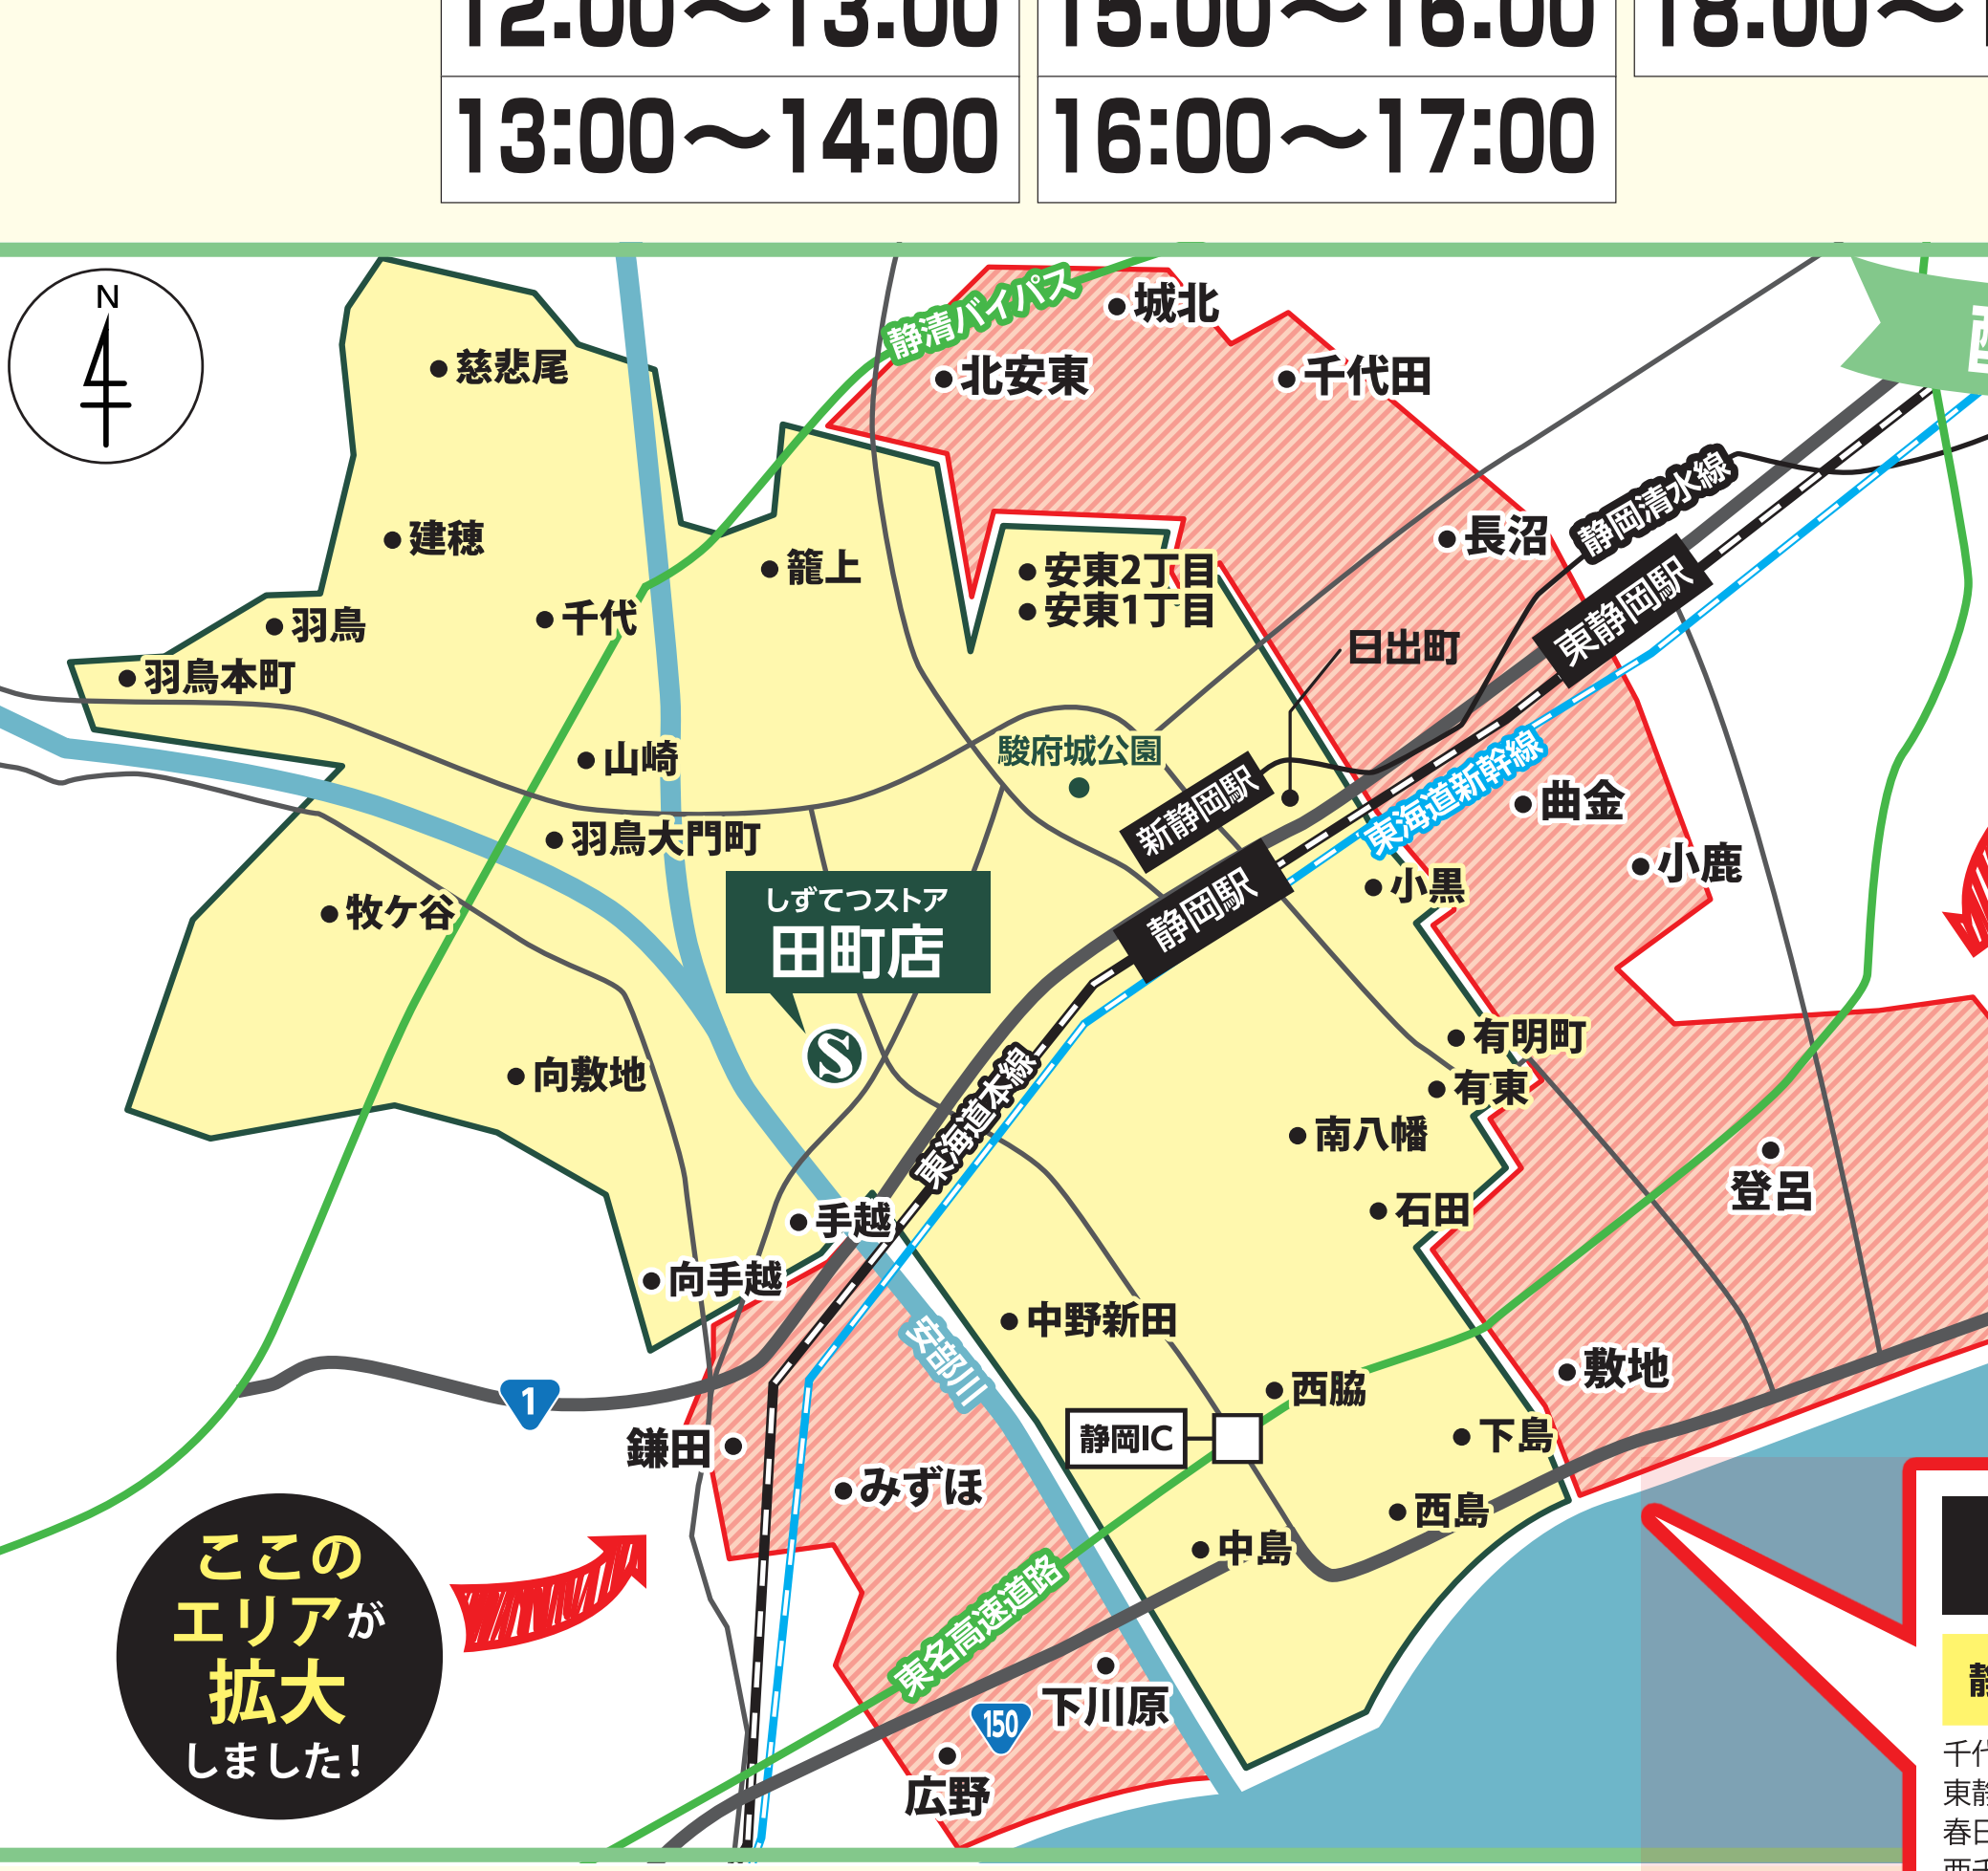 12:00〜13:00
15:00〜16:00
18:00〜1
13:00〜14:00
16:00〜17:00
N
静清バイパス
城北
北安東
千代田
慈悲尾
建穂
籠上
長沼
静岡清水線
安東2丁目
安東1丁目
東静岡駅
羽鳥
千代
羽鳥本町
日出町
山崎
駿府城公園
新静岡駅
東海道新幹線
曲金
羽鳥大門町
小鹿
小黒
牧ケ谷
しずてつストア
田町店
静岡駅
S
有明町
向敷地
有東
東海道本線
南八幡
登呂
石田
手越
向手越
中野新田
安部川
敷地
西脇
1
静岡IC
下島
鎌田
みずほ
西島
中島
ここの
エリアが
拡大
しました!
東名高速道路
下川原
150
広野
千代
東静
春日